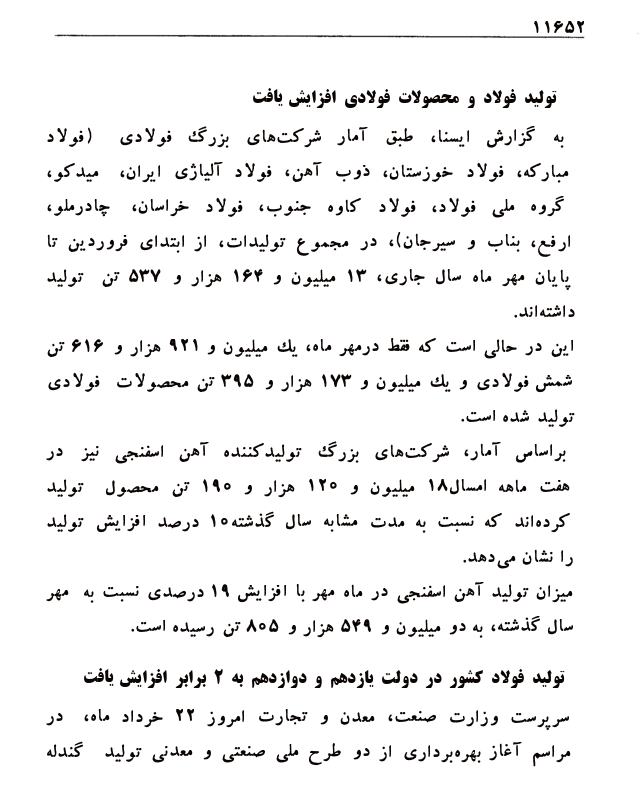 ۱۱۶۵۲
تولید فولاد و محصولات فولادی افزایش یافت
به گزارش ایسنا، طبق آمار شرکت‌های بزرگ فولادی (فولاد
مبارکه، فولاد خوزستان، ذوب آهن، فولاد آلیاژی ایران، میدکو،
گروه ملی فولاد، فولاد کاوه جنوب، فولاد خراسان، چادرملو،
ارفع، بناب و سیرجان)، در مجموع تولیدات، از ابتدای فروردین تا
پایان مهر ماه سال جاری، ۱۳ میلیون و ۱۶۴ هزار و ۵۳۷ تن تولید
داشته‌اند.
این در حالی است که فقط درمهر ماه، یك میلیون و ۹۲۱ هزار و ۶۱۶ تن
شمش فولادی و یك میلیون و ۱۷۳ هزار و ۳۹۵ تن محصولات فولادی
تولید شده است.
براساس آمار، شرکت‌های بزرگ تولیدکننده آهن اسفنجی نیز در
هفت ماهه امسال۱۸ میلیون و ۱۲۰ هزار و ۱۹۰ تن محصول تولید
کرده‌اند که نسبت به مدت مشابه سال گذشته۱۰ درصد افزایش تولید
را نشان می‌دهد.
میزان تولید آهن اسفنجی در ماه مهر با افزایش ۱۹ درصدی نسبت به مهر
سال گذشته، به دو میلیون و ۵۴۹ هزار و ۸۰۵ تن رسیده است.
تولید فولاد کشور در دولت یازدهم و دوازدهم به ۲ برابر افزایش یافت
سرپرست وزارت صنعت، معدن و تجارت امروز ۲۲ خرداد ماه، در
مراسم آغاز بهره‌برداری از دو طرح ملی صنعتی و معدنی تولید گندله